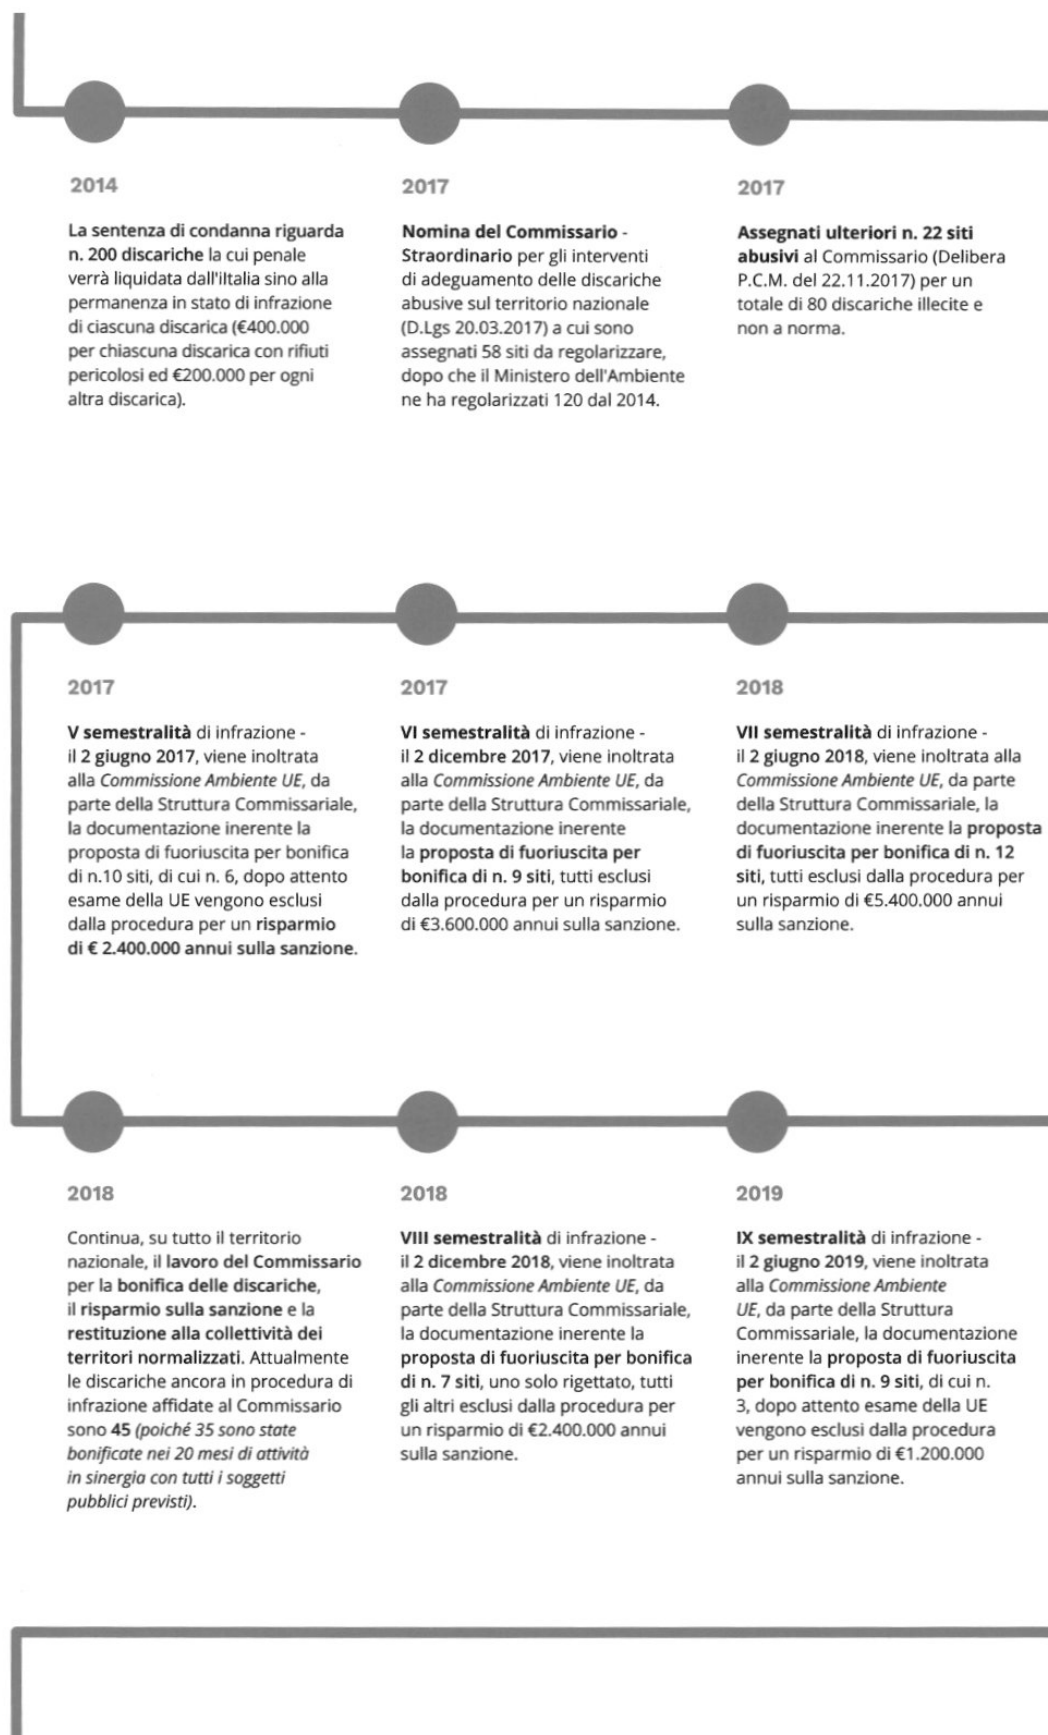 2014
La sentenza di condanna riguarda
n. 200 discariche la cui penale
verrà liquidata dall'iItalia sino alla
permanenza in stato di infrazione
di ciascuna discarica (€400.000
per chiascuna discarica con rifiuti
pericolosi ed €200.000 per ogni
altra discarica).
2017
Nomina del Commissario -
Straordinario per gli interventi
di adeguamento delle discariche
abusive sul territorio nazionale
(D.Lgs 20.03.2017) a cui sono
assegnati 58 siti da regolarizzare,
dopo che il Ministero dell'Ambiente
ne ha regolarizzati 120 dal 2014.
2017
Assegnati ulteriori n. 22 siti
abusivi al Commissario (Delibera
P.C.M. del 22.11.2017) per un
totale di 80 discariche illecite e
non a norma.
2017
V semestralità di infrazione -
il 2 giugno 2017, viene inoltrata
alla Commissione Ambiente UE, da
parte della Struttura Commissariale,
la documentazione inerente la
proposta di fuoriuscita per bonifica
di n.10 siti, di cui n. 6, dopo attento
esame della UE vengono esclusi
dalla procedura per un risparmio
di € 2.400.000 annui sulla sanzione.
2017
VI semestralità di infrazione -
il 2 dicembre 2017, viene inoltrata
alla Commissione Ambiente UE, da
parte della Struttura Commissariale,
la documentazione inerente
la proposta di fuoriuscita per
bonifica di n. 9 siti, tutti esclusi
dalla procedura per un risparmio
di €3.600.000 annui sulla sanzione.
2018
VII semestralità di infrazione -
il 2 giugno 2018, viene inoltrata alla
Commissione Ambiente UE, da parte
della Struttura Commissariale, la
documentazione inerente la proposta
di fuoriuscita per bonifica di n. 12
siti, tutti esclusi dalla procedura per
un risparmio di €5.400.000 annui
sulla sanzione.
2018
Continua, su tutto il territorio
nazionale, il lavoro del Commissario
per la bonifica delle discariche,
il risparmio sulla sanzione e la
restituzione alla collettività dei
territori normalizzati. Attualmente
le discariche ancora in procedura di
infrazione affidate al Commissario
sono 45 (poiché 35 sono state
bonificate nei 20 mesi di attività
in sinergia con tutti i soggetti
pubblici previsti).
2018
VIII semestralità di infrazione -
il 2 dicembre 2018, viene inoltrata
alla Commissione Ambiente UE, da
parte della Struttura Commissariale,
la documentazione inerente la
proposta di fuoriuscita per bonifica
di n. 7 siti, uno solo rigettato, tutti
gli altri esclusi dalla procedura per
un risparmio di €2.400.000 annui
sulla sanzione.
2019
IX semestralità di infrazione -
il 2 giugno 2019, viene inoltrata
alla Commissione Ambiente
UE, da parte della Struttura
Commissariale, la documentazione
inerente la proposta di fuoriuscita
per bonifica di n. 9 siti, di cui n.
3, dopo attento esame della UE
vengono esclusi dalla procedura
per un risparmio di €1.200.000
annui sulla sanzione.